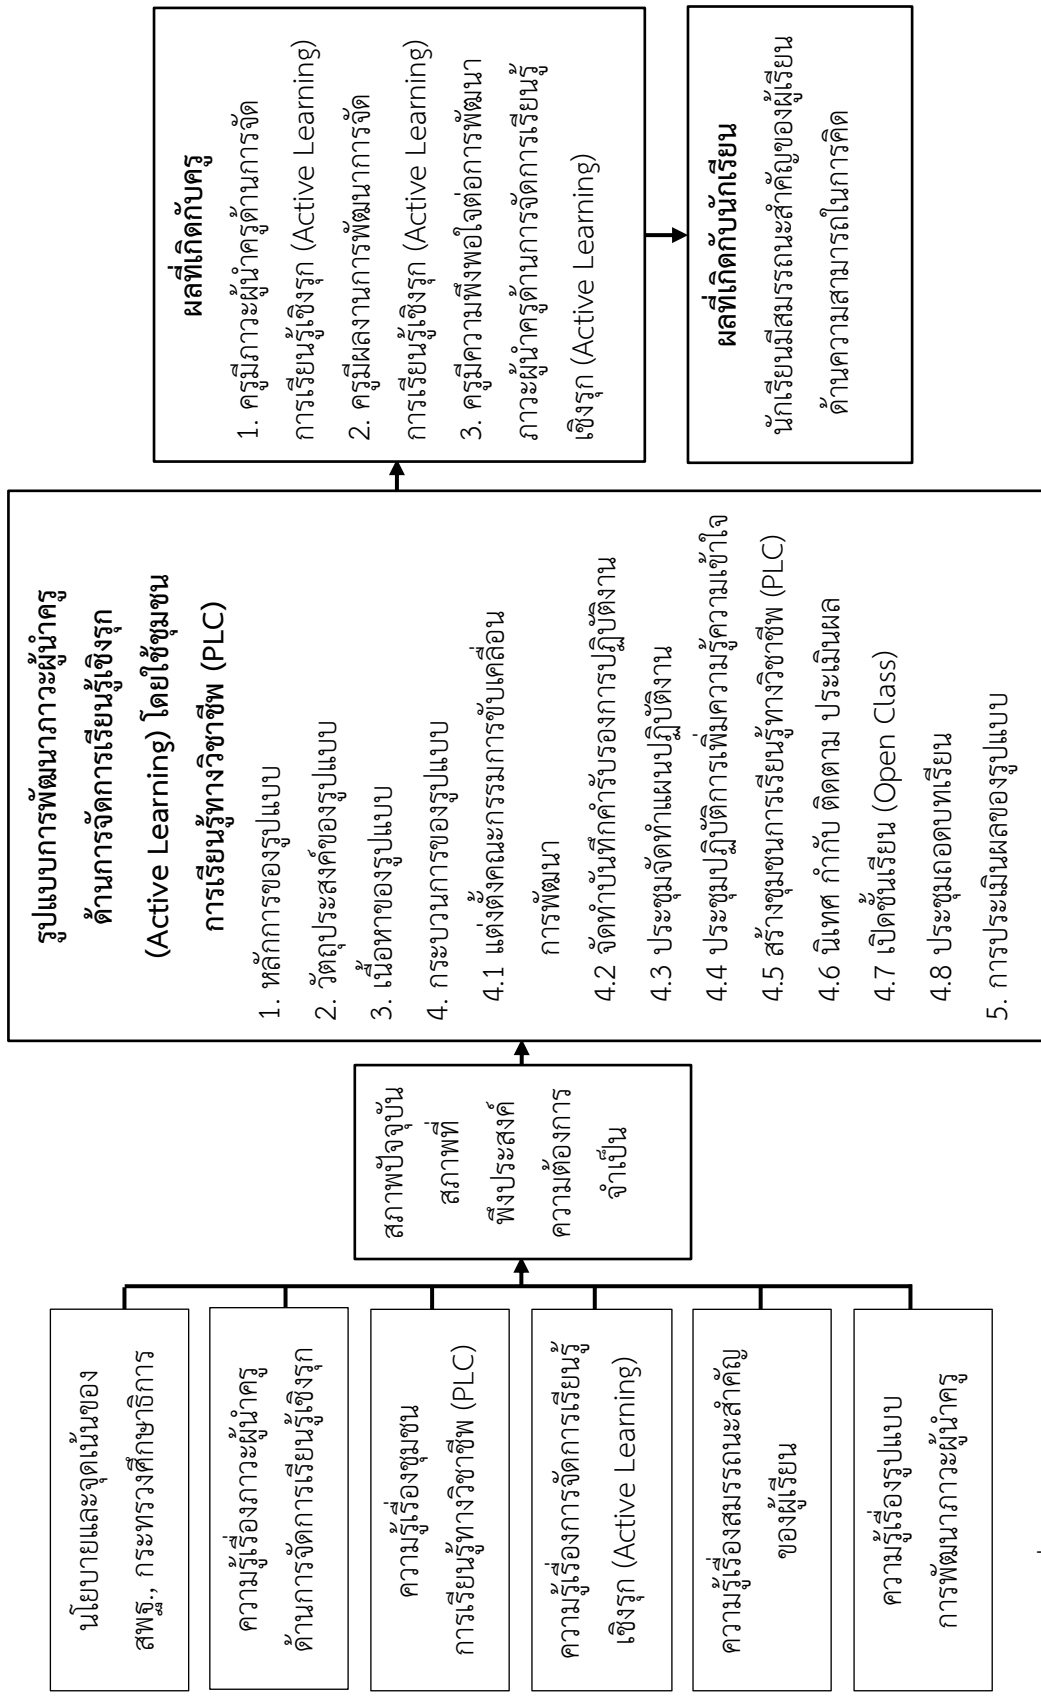 นโยบายและจุดเน้นของ
สพฐ., กระทรวงศึกษาธิการ
ความรู้เรื่องภาวะผู้นำครู
ด้านการจัดการเรียนรู้เชิงรุก
ความรู้เรื่องชุมชน
การเรียนรู้ทางวิชาชีพ (PLC)
ความรู้เรื่องการจัดการเรียนรู้
เชิงรุก (Active Learning)
ความรู้เรื่องสมรรถนะสำคัญ
ของผู้เรียน
ความรู้เรื่องรูปแบบ
การพัฒนาภาวะผู้นำครู
สภาพปัจจุบัน
สภาพที่
พึงประสงค์
ความต้องการ
จำเป็น
รูปแบบการพัฒนาภาวะผู้นำครู
ด้านการจัดการเรียนรู้เชิงรุก
(Active Learning) โดยใช้ชุมชน
การเรียนรู้ทางวิชาชีพ (PLC)
1. หลักการของรูปแบบ
2. วัตถุประสงค์ของรูปแบบ
3. เนื้อหาของรูปแบบ
4. กระบวนการของรูปแบบ
4.1 แต่งตั้งคณะกรรมการขับเคลื่อน
การพัฒนา
4.2 จัดทำบันทึกคำรับรองการปฏิบัติงาน
4.3 ประชุมจัดทำแผนปฏิบัติงาน
4.4 ประชุมปฏิบัติการเพิ่มความรู้ความเข้าใจ
4.5 สร้างชุมชนการเรียนรู้ทางวิชาชีพ (PLC)
4.6 นิเทศ กำกับ ติดตาม ประเมินผล
4.7 เปิดชั้นเรียน (Open Class)
4.8 ประชุมถอดบทเรียน
5. การประเมินผลของรูปแบบ
ผลที่เกิดกับครู
1. ครูมีภาวะผู้นำครูด้านการจัด
การเรียนรู้เชิงรุก (Active Learning)
2. ครูมีผลงานการพัฒนาการจัด
การเรียนรู้เชิงรุก (Active Learning)
3. ครูมีความพึงพอใจต่อการพัฒนา
ภาวะผู้นำครูด้านการจัดการเรียนรู้
เชิงรุก (Active Learning)
ผลที่เกิดกับนักเรียน
นักเรียนมีสมรรถนะสำคัญของผู้เรียน
ด้านความสามารถในการคิด